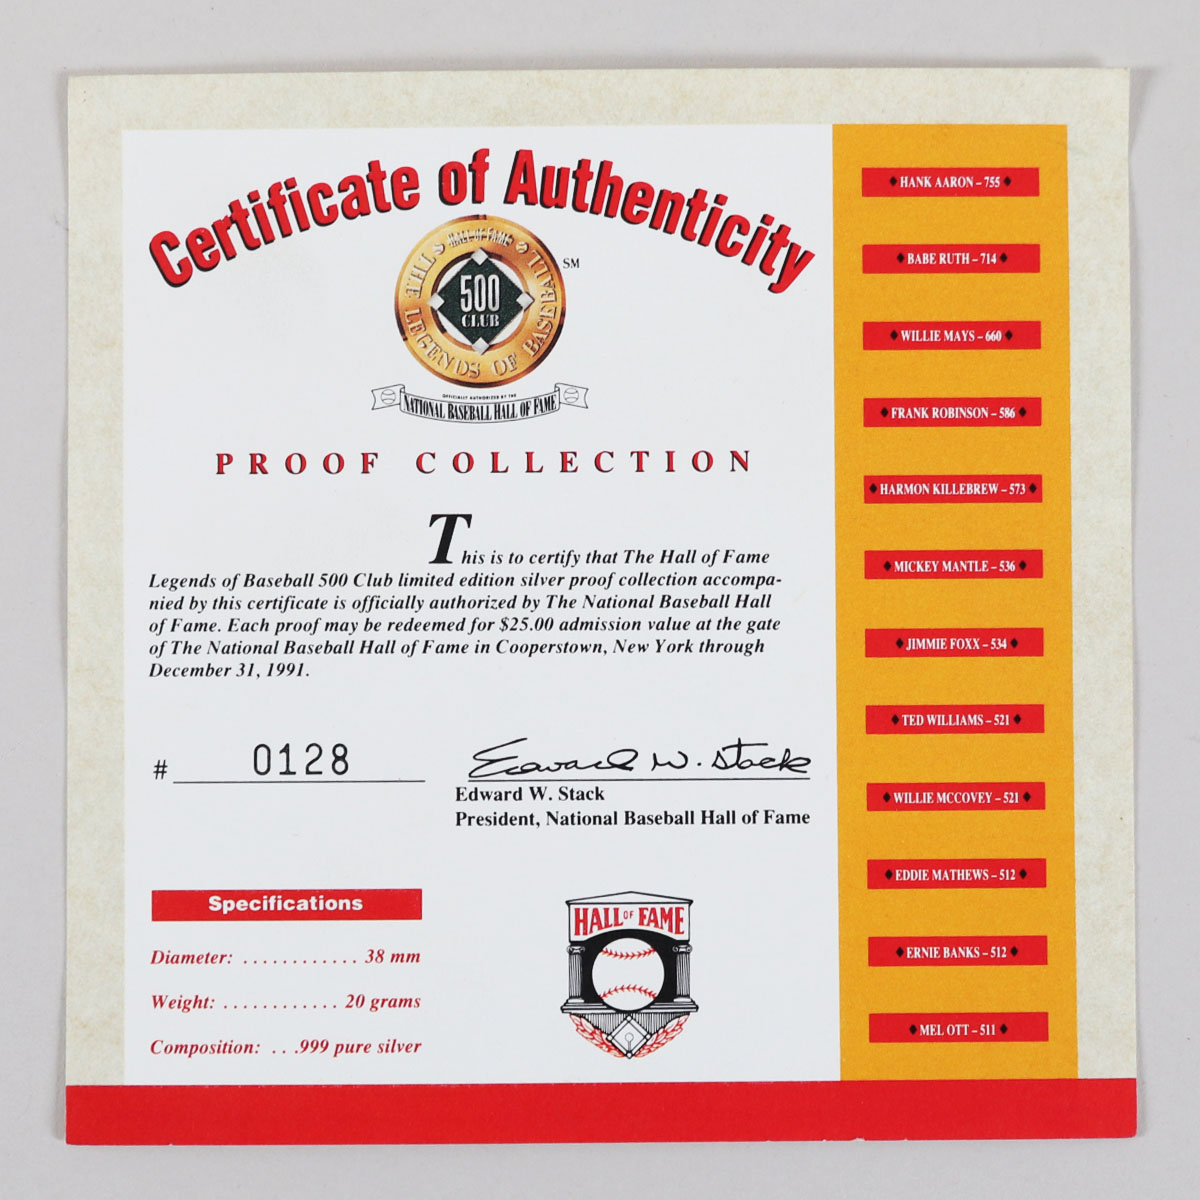 Certificate of Authenticity
HALL OF FAME'S
THE LEGENDS OF BASEBALL
500
CLUB
SM
OFFICIALLY AUTHORIZED BY THE
NATIONAL BASEBALL HALL OF FAME
PROOF COLLECTION
This is to certify that The Hall of Fame
Legends of Baseball 500 Club limited edition silver proof collection accompa-
nied by this certificate is officially authorized by The National Baseball Hall
of Fame. Each proof may be redeemed for $25.00 admission value at the gate
of The National Baseball Hall of Fame in Cooperstown, New York through
December 31, 1991.
# 0128
Edward W. Stack
Edward W. Stack
President, National Baseball Hall of Fame
Specifications
Diameter: ............ 38 mm
Weight: ............ 20 grams
Composition: ...999 pure silver
HALL OF FAME
HANK AARON – 755
BABE RUTH – 714
WILLIE MAYS – 660
FRANK ROBINSON – 586
HARMON KILLEBREW – 573
MICKEY MANTLE – 536
JIMMIE FOXX – 534
TED WILLIAMS – 521
WILLIE MCCOVEY – 521
EDDIE MATHEWS – 512
ERNIE BANKS – 512
MEL OTT – 511